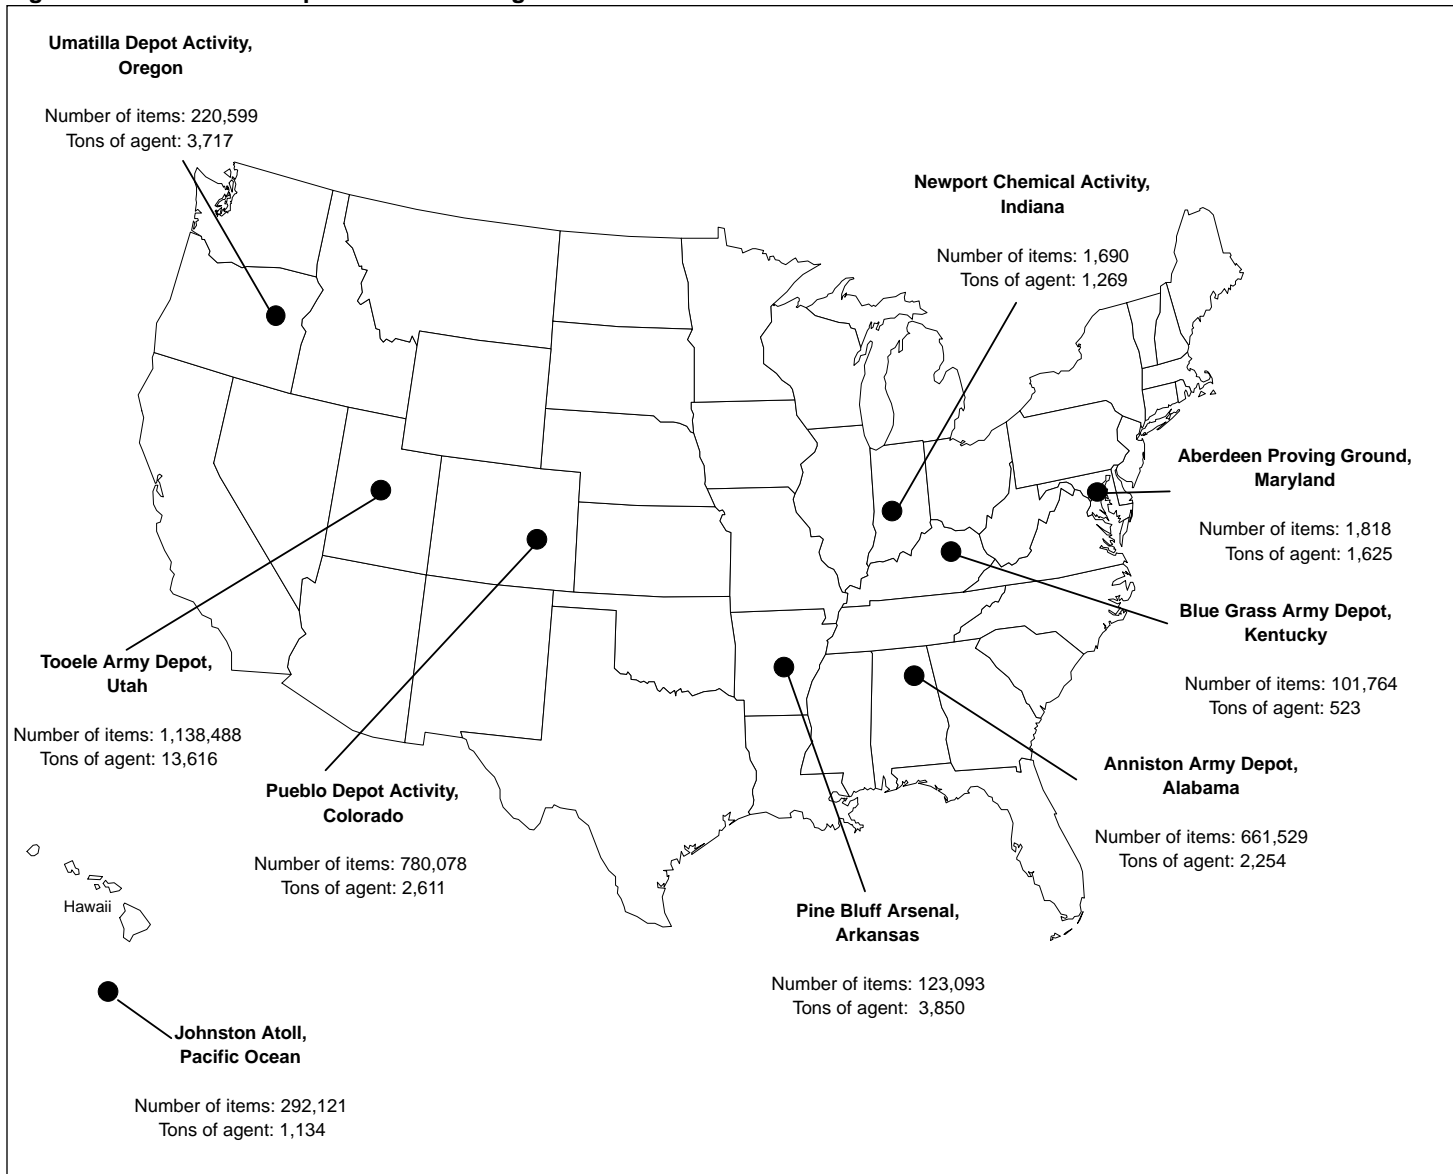 Umatilla Depot Activity,
Oregon
Number of items: 220,599
Tons of agent: 3,717
Newport Chemical Activity,
Indiana
Number of items: 1,690
Tons of agent: 1,269
Aberdeen Proving Ground,
Maryland
Number of items: 1,818
Tons of agent: 1,625
Blue Grass Army Depot,
Kentucky
Number of items: 101,764
Tons of agent: 523
Tooele Army Depot,
Utah
Number of items: 1,138,488
Tons of agent: 13,616
Pueblo Depot Activity,
Colorado
Number of items: 780,078
Tons of agent: 2,611
Anniston Army Depot,
Alabama
Number of items: 661,529
Tons of agent: 2,254
Pine Bluff Arsenal,
Arkansas
Number of items: 123,093
Tons of agent: 3,850
Hawaii
Johnston Atoll,
Pacific Ocean
Number of items: 292,121
Tons of agent: 1,134